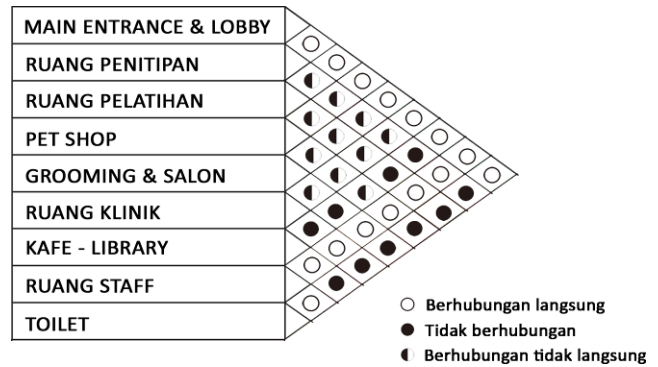 MAIN ENTRANCE & LOBBY
RUANG PENITIPAN
RUANG PELATIHAN
PET SHOP
GROOMING & SALON
RUANG KLINIK
KAFE - LIBRARY
RUANG STAFF
TOILET
Berhubungan langsung
Tidak berhubungan
Berhubungan tidak langsung